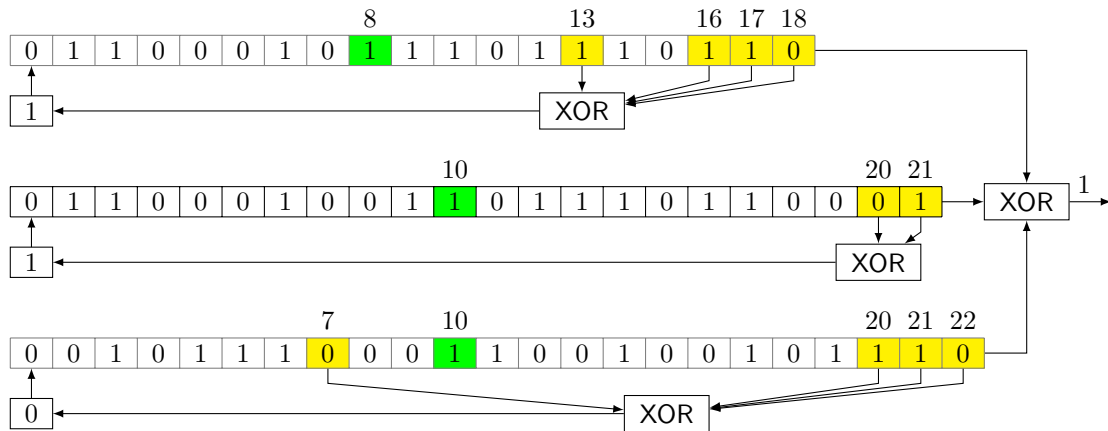 8 13 16 17 18
0 1 1 0 0 0 1 0 1 1 1 0 1 1 1 0 1 1 0
1 XOR
10 20 21
0 1 1 0 0 0 1 0 0 1 1 0 1 1 1 0 1 1 0 0 0 1
XOR 1
1 XOR
7 10 20 21 22
0 0 1 0 1 1 1 0 0 0 1 1 0 0 1 0 0 1 0 1 1 1 0
0 XOR